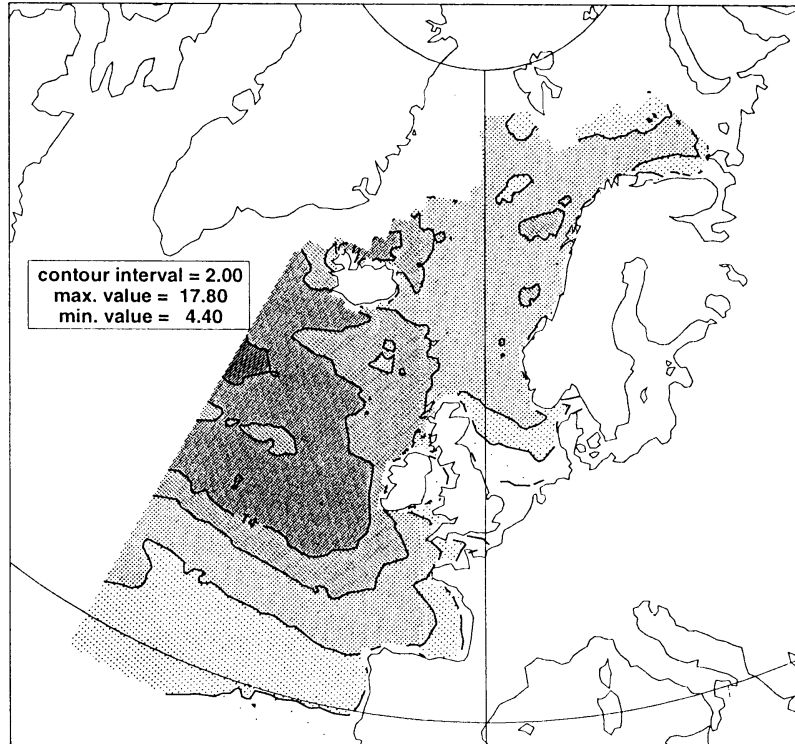 contour interval = 2.00
max. value = 17.80
min. value = 4.40